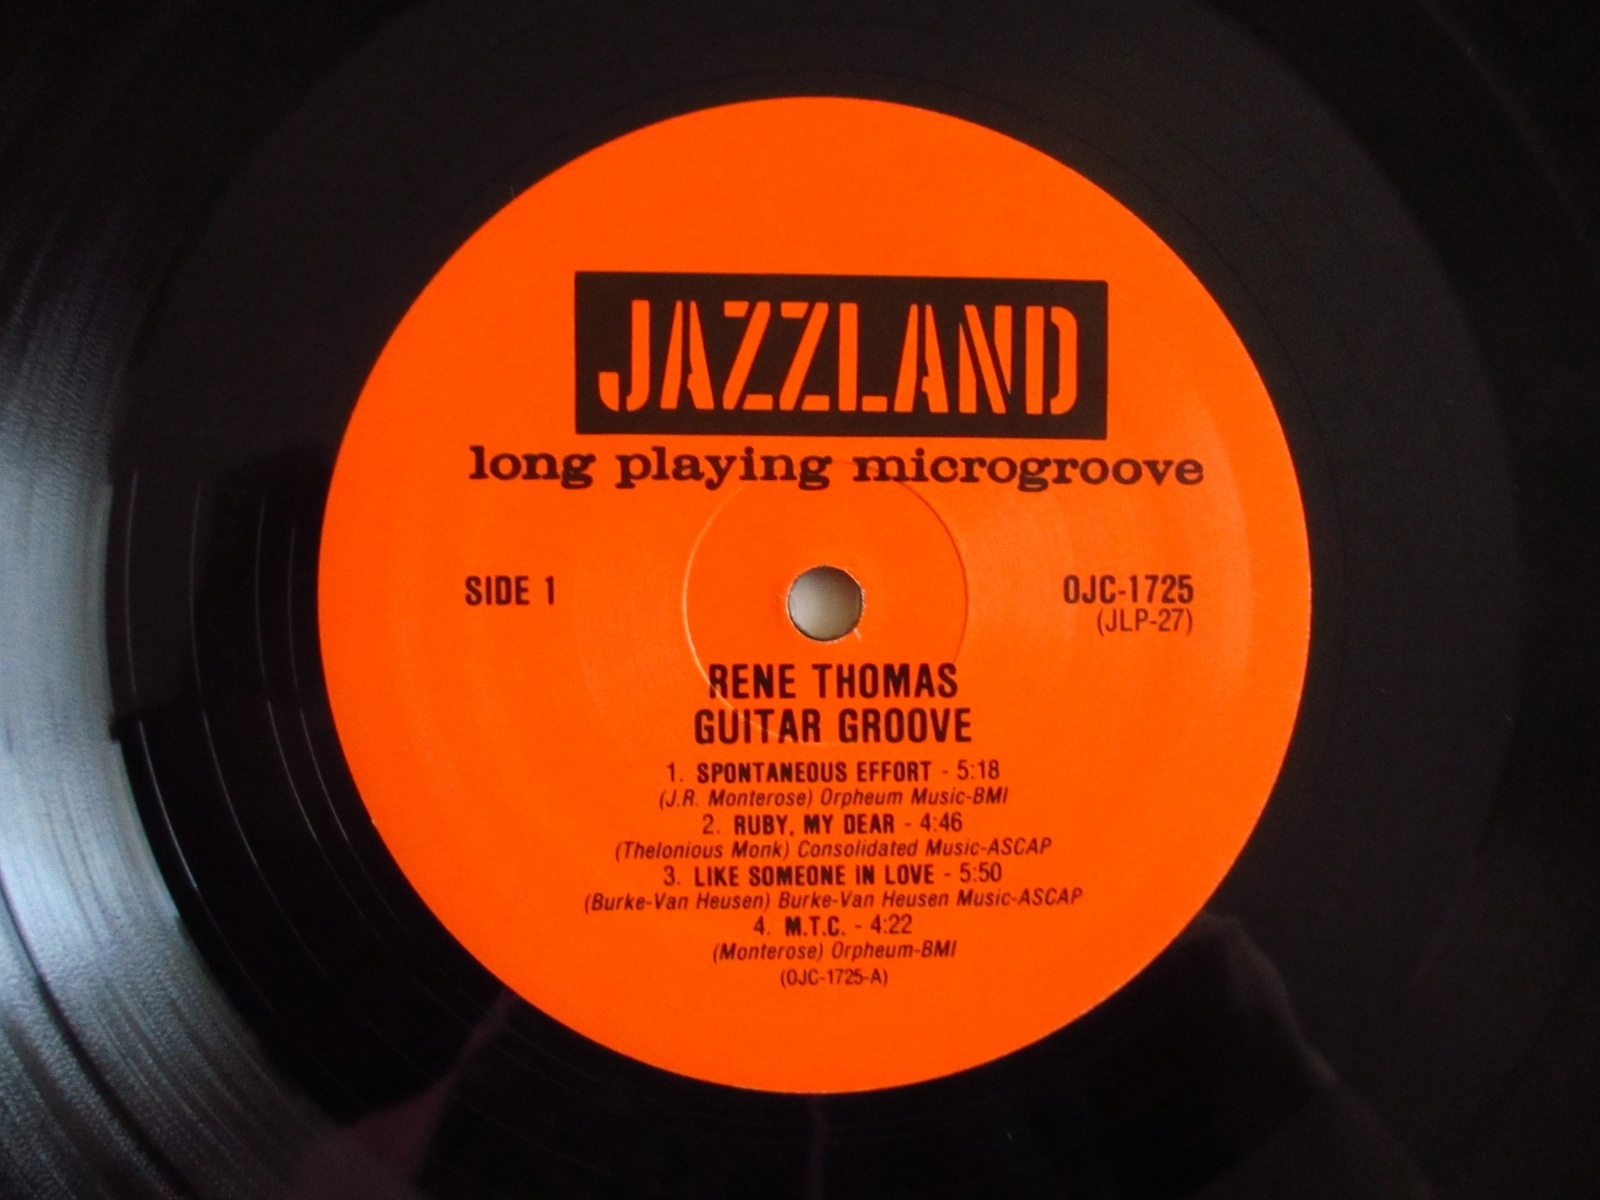 JAZZLAND
long playing microgroove
SIDE 1
OJC-1725
(JLP-27)
RENE THOMAS
GUITAR GROOVE
1. SPONTANEOUS EFFORT - 5:18
(J.R. Monterose) Orpheum Music-BMI
2. RUBY, MY DEAR - 4:46
(Thelonious Monk) Consolidated Music-ASCAP
3. LIKE SOMEONE IN LOVE - 5:50
(Burke-Van Heusen) Burke-Van Heusen Music-ASCAP
4. M.T.C. - 4:22
(Monterose) Orpheum-BMI
(OJC-1725-A)